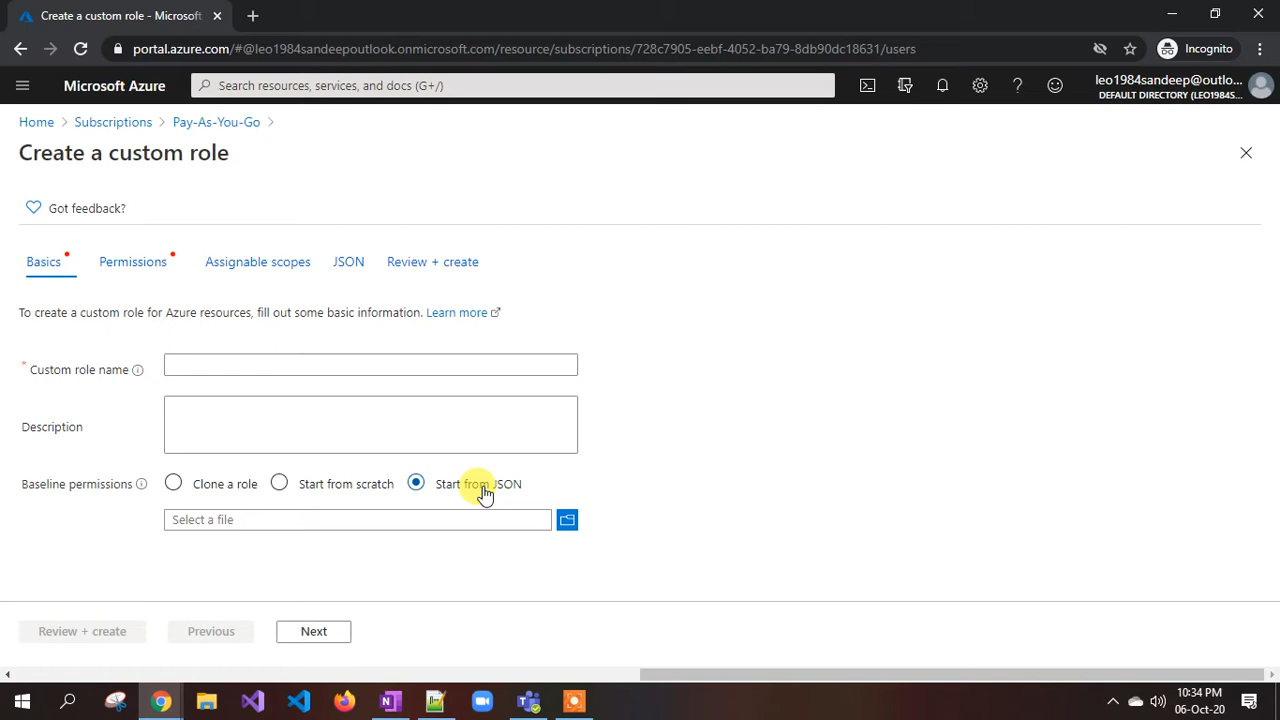 Create a custom role - Microsoft
portal.azure.com/#@leo1984sandeepoutlook.onmicrosoft.com/resource/subscriptions/728c7905-eebf-4052-ba79-8db90dc18631/users
Incognito
Microsoft Azure
Search resources, services, and docs (G+/)
leo1984sandeep@outlo...
DEFAULT DIRECTORY (LEO1984S...
Home > Subscriptions > Pay-As-You-Go >
Create a custom role
Got feedback?
Basics Permissions Assignable scopes JSON Review + create
To create a custom role for Azure resources, fill out some basic information. Learn more
* Custom role name
Description
Baseline permissions Clone a role Start from scratch Start from JSON
Select a file
Review + create Previous Next
10:34 PM
06-Oct-20